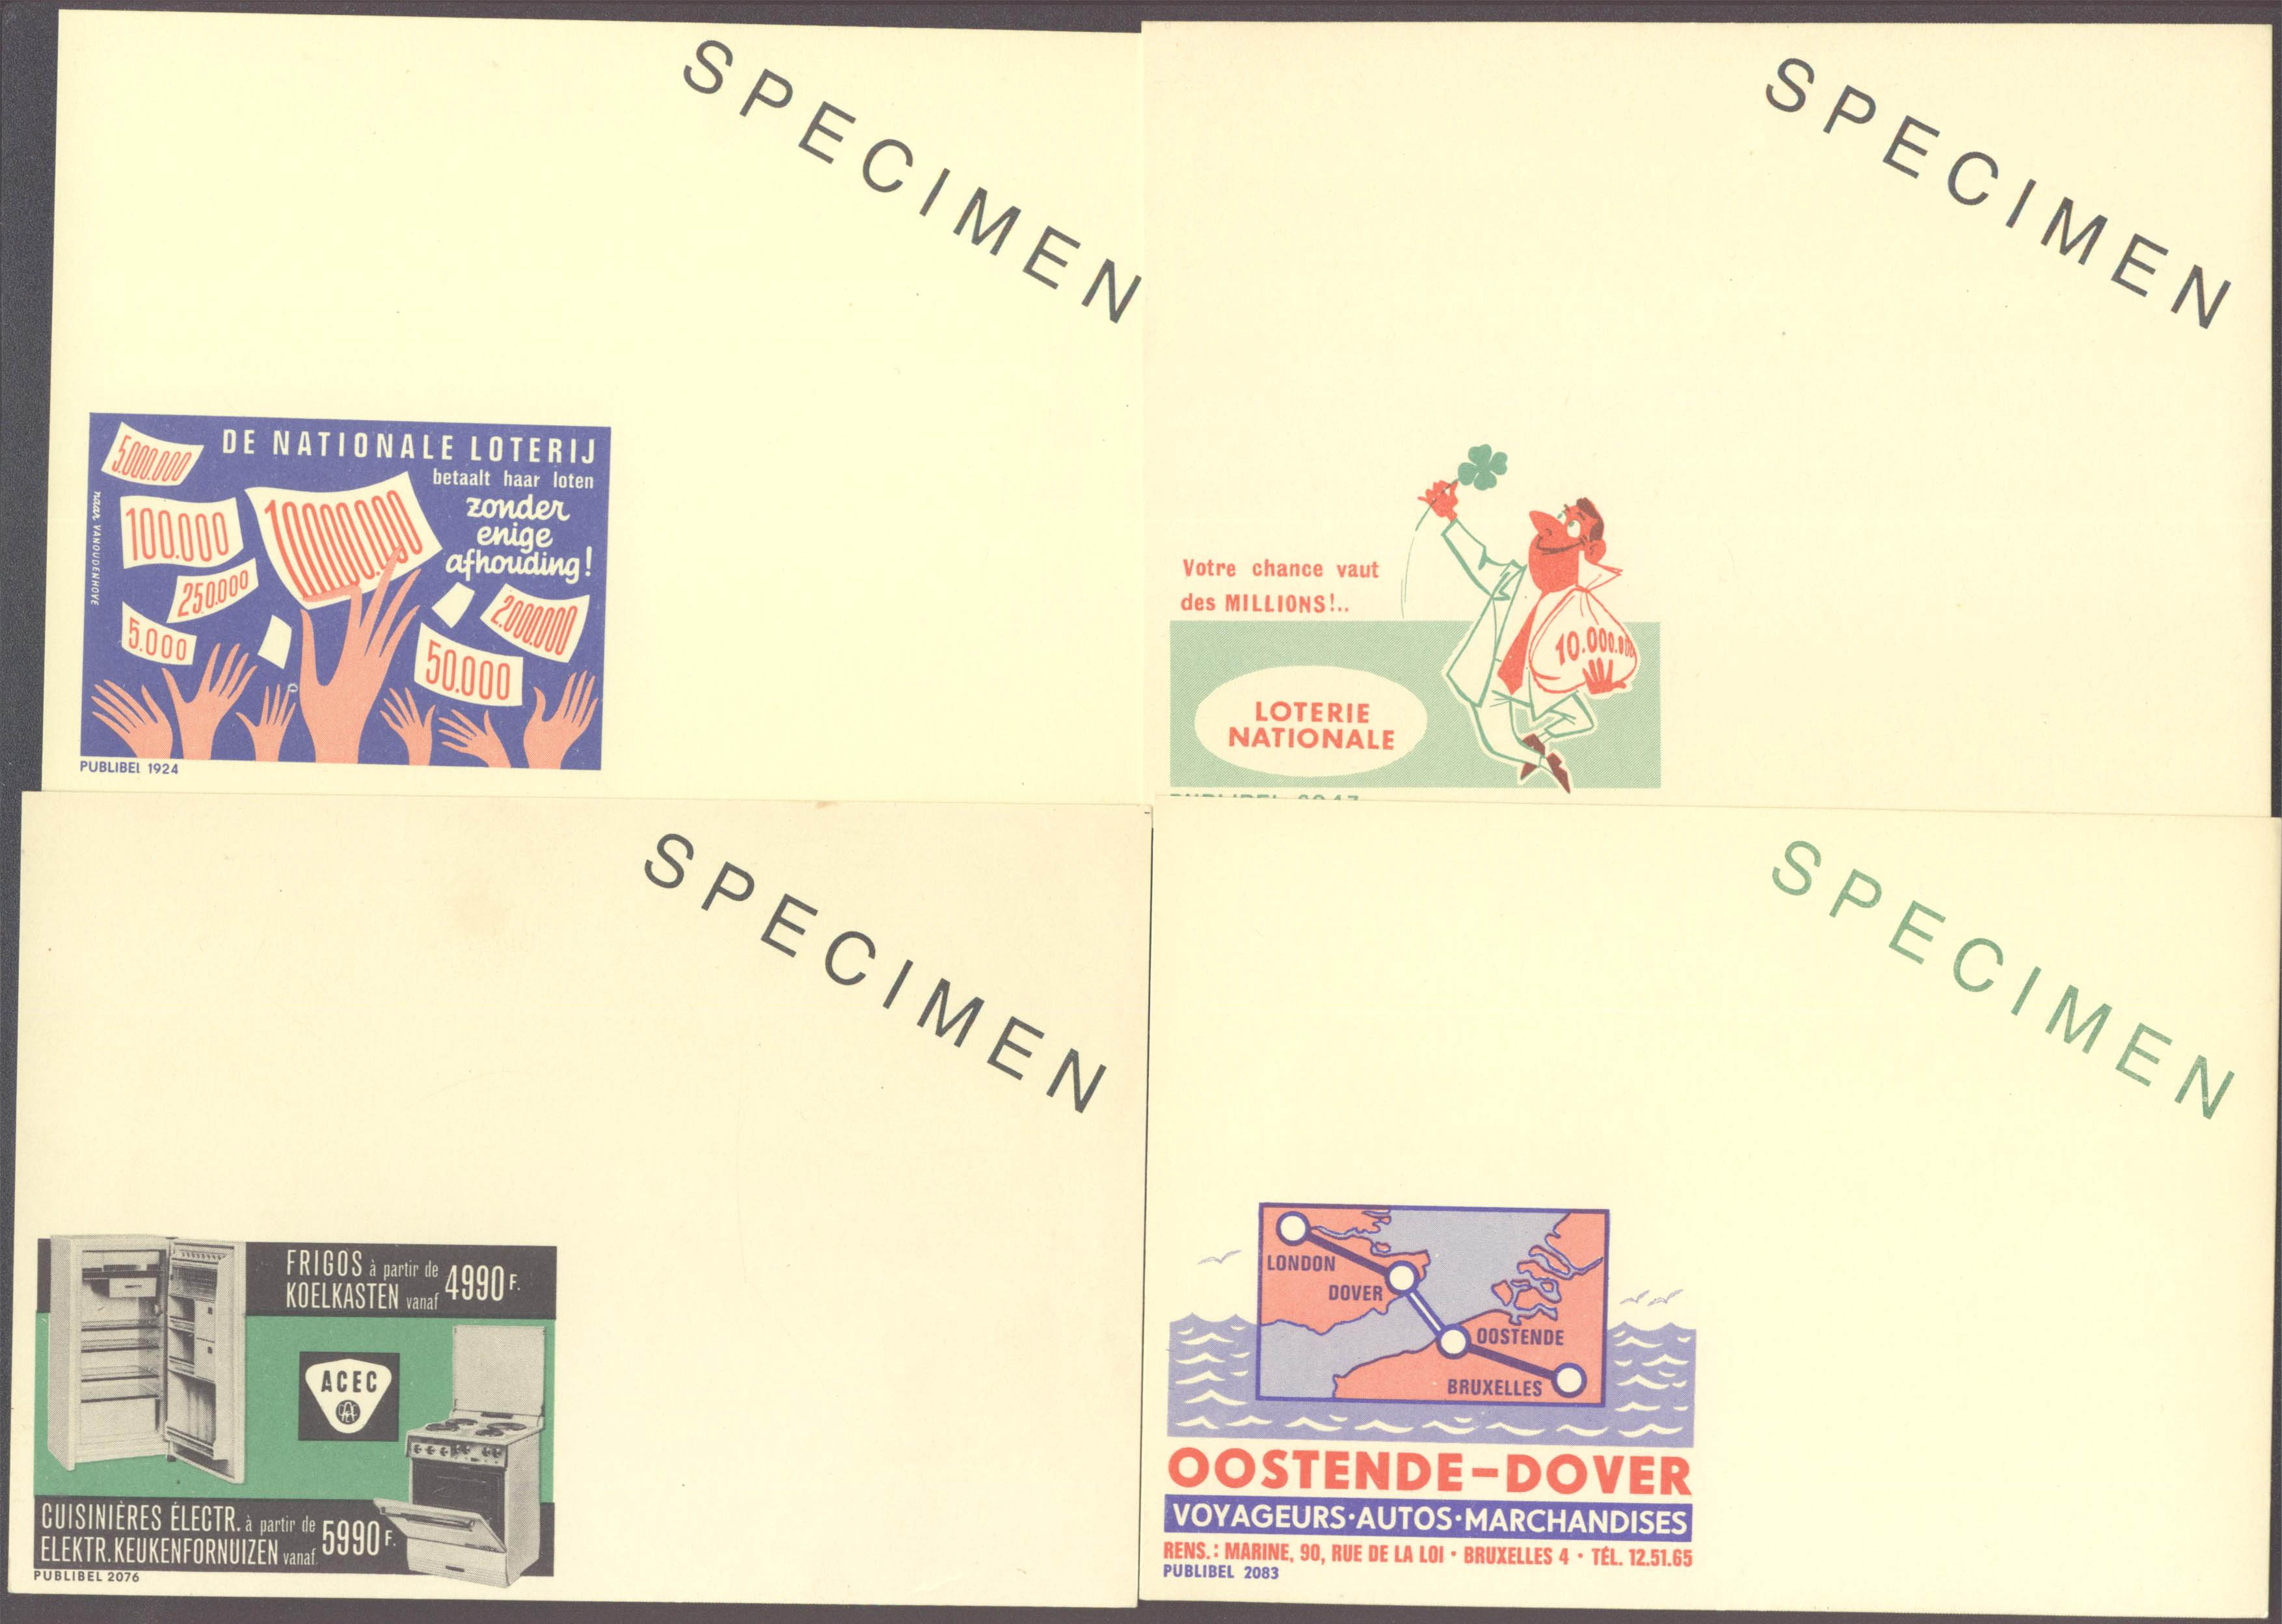 SPECIMEN
5.000.000
DE NATIONALE LOTERIJ
betaalt haar loten
zonder
enige
afhouding!
naar VANOUDENHOVE
100.000
10.000.000
250.000
2.000.000
5.000
50.000
PUBLIBEL 1924
SPECIMEN
Votre chance vaut
des MILLIONS!..
10.000.000
LOTERIE
NATIONALE
SPECIMEN
FRIGOS à partir de
KOELKASTEN vanaf
4990 F.
ACEC
CUISINIÈRES ÉLECTR. à partir de
ELEKTR. KEUKENFORNUIZEN vanaf
5990 F.
PUBLIBEL 2076
SPECIMEN
LONDON
DOVER
OOSTENDE
BRUXELLES
OOSTENDE-DOVER
VOYAGEURS·AUTOS·MARCHANDISES
RENS.: MARINE, 90, RUE DE LA LOI · BRUXELLES 4 · TÉL. 12.51.65
PUBLIBEL 2083